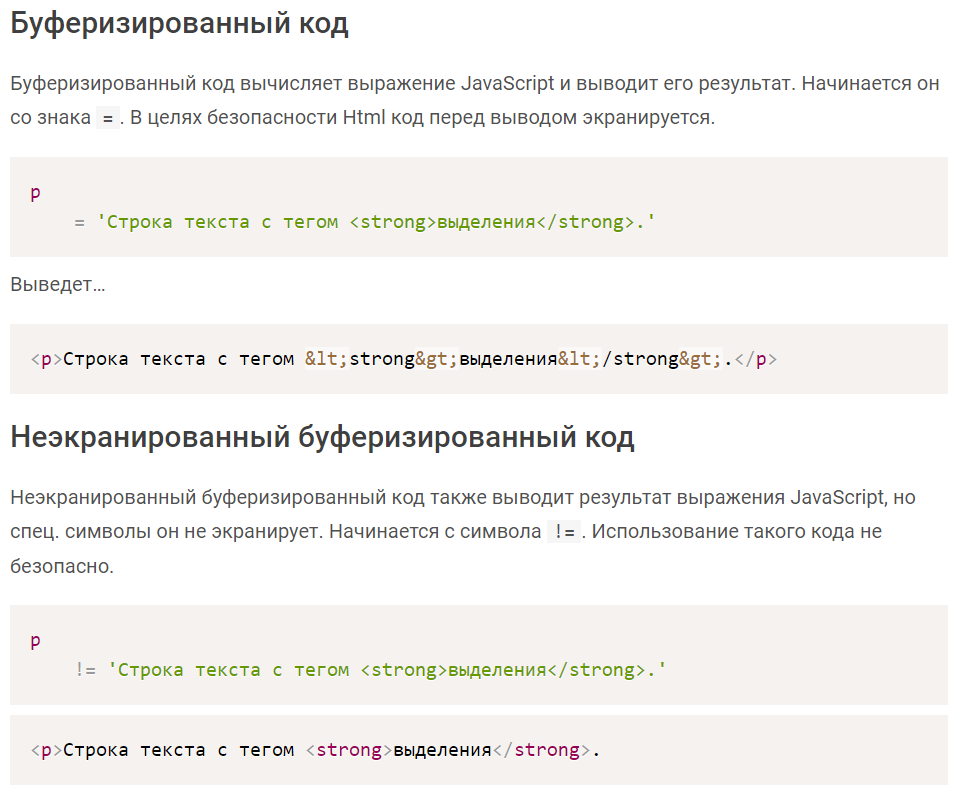 Буферизированный код
Буферизированный код вычисляет выражение JavaScript и выводит его результат. Начинается он
со знака =. В целях безопасности Html код перед выводом экранируется.
p
= 'Строка текста с тегом <strong>выделения</strong>.'
Выведет…
<p>Строка текста с тегом &lt;strong&gt;выделения&lt;/strong&gt;.</p>
Неэкранированный буферизированный код
Неэкранированный буферизированный код также выводит результат выражения JavaScript, но
спец. символы он не экранирует. Начинается с символа !=. Использование такого кода не
безопасно.
p
!= 'Строка текста с тегом <strong>выделения</strong>.'
<p>Строка текста с тегом <strong>выделения</strong>.